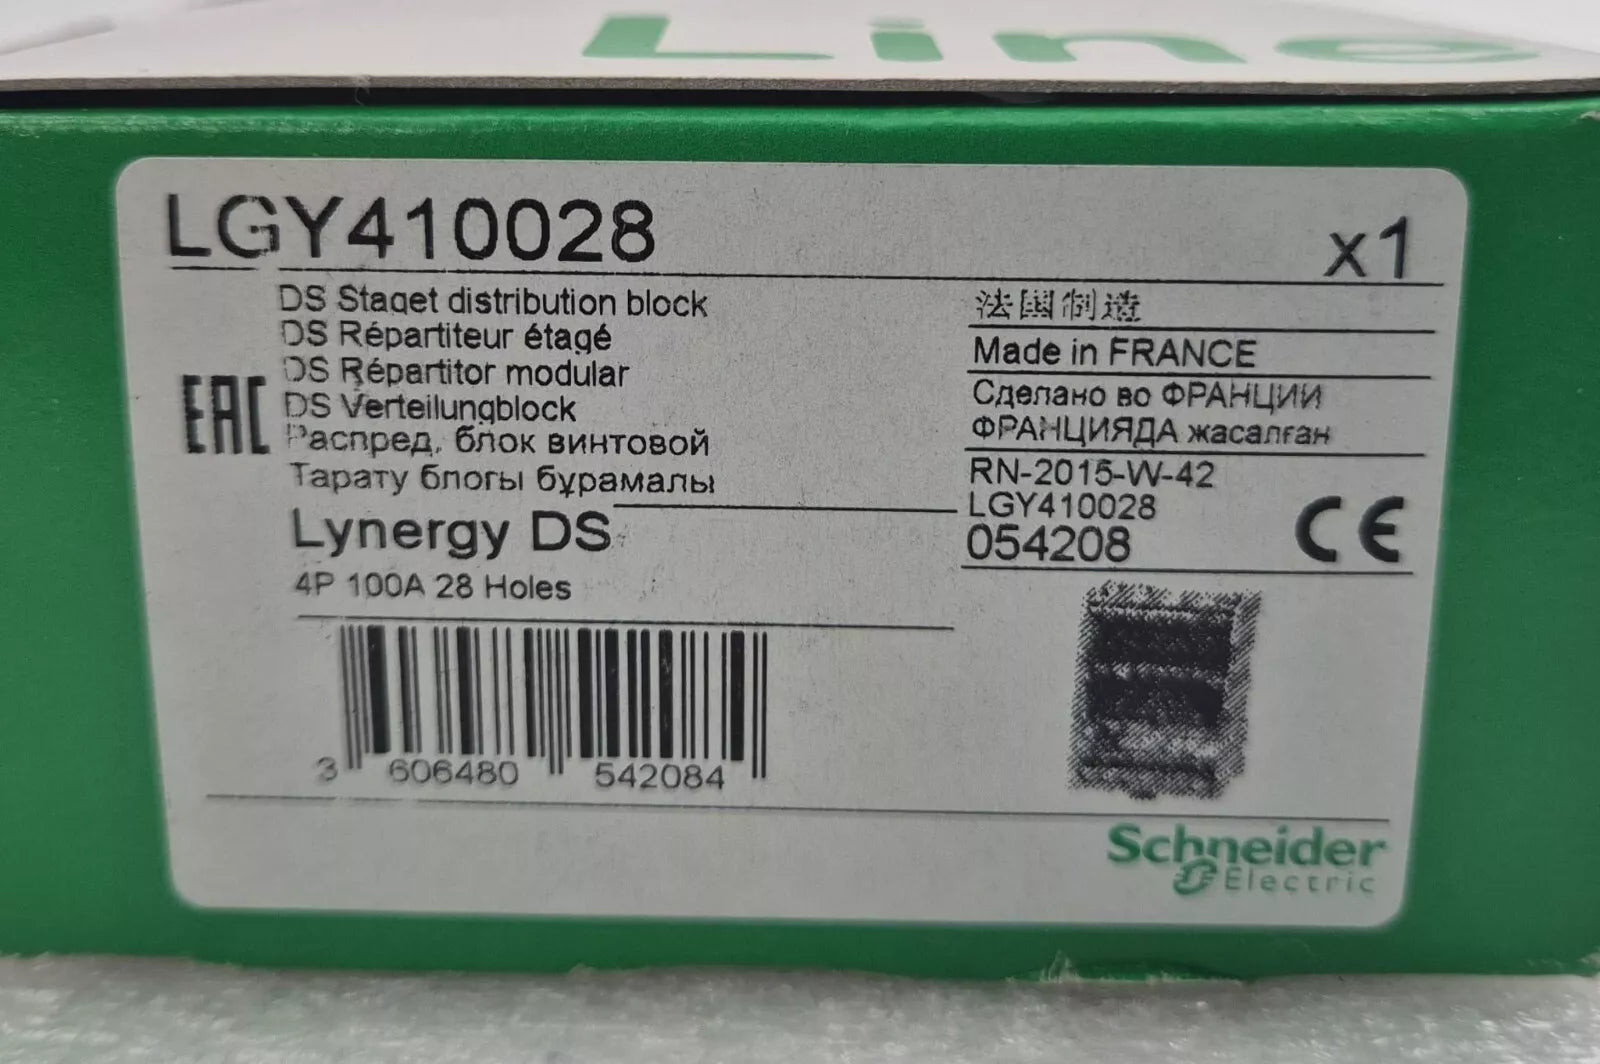 Line
LGY410028
x1
DS Staget distribution block
DS Répartiteur étagé
DS Répartitor modular
DS Verteilungblock
Распред. блок винтовой
Тарату блогы бұрамалы
EAC
Lynergy DS
4P 100A 28 Holes
3 606480 542084
法国制造
Made in FRANCE
Сделано во ФРАНЦИИ
ФРАНЦИЯДА жасалған
RN-2015-W-42
LGY410028
054208
CE
Schneider
Electric